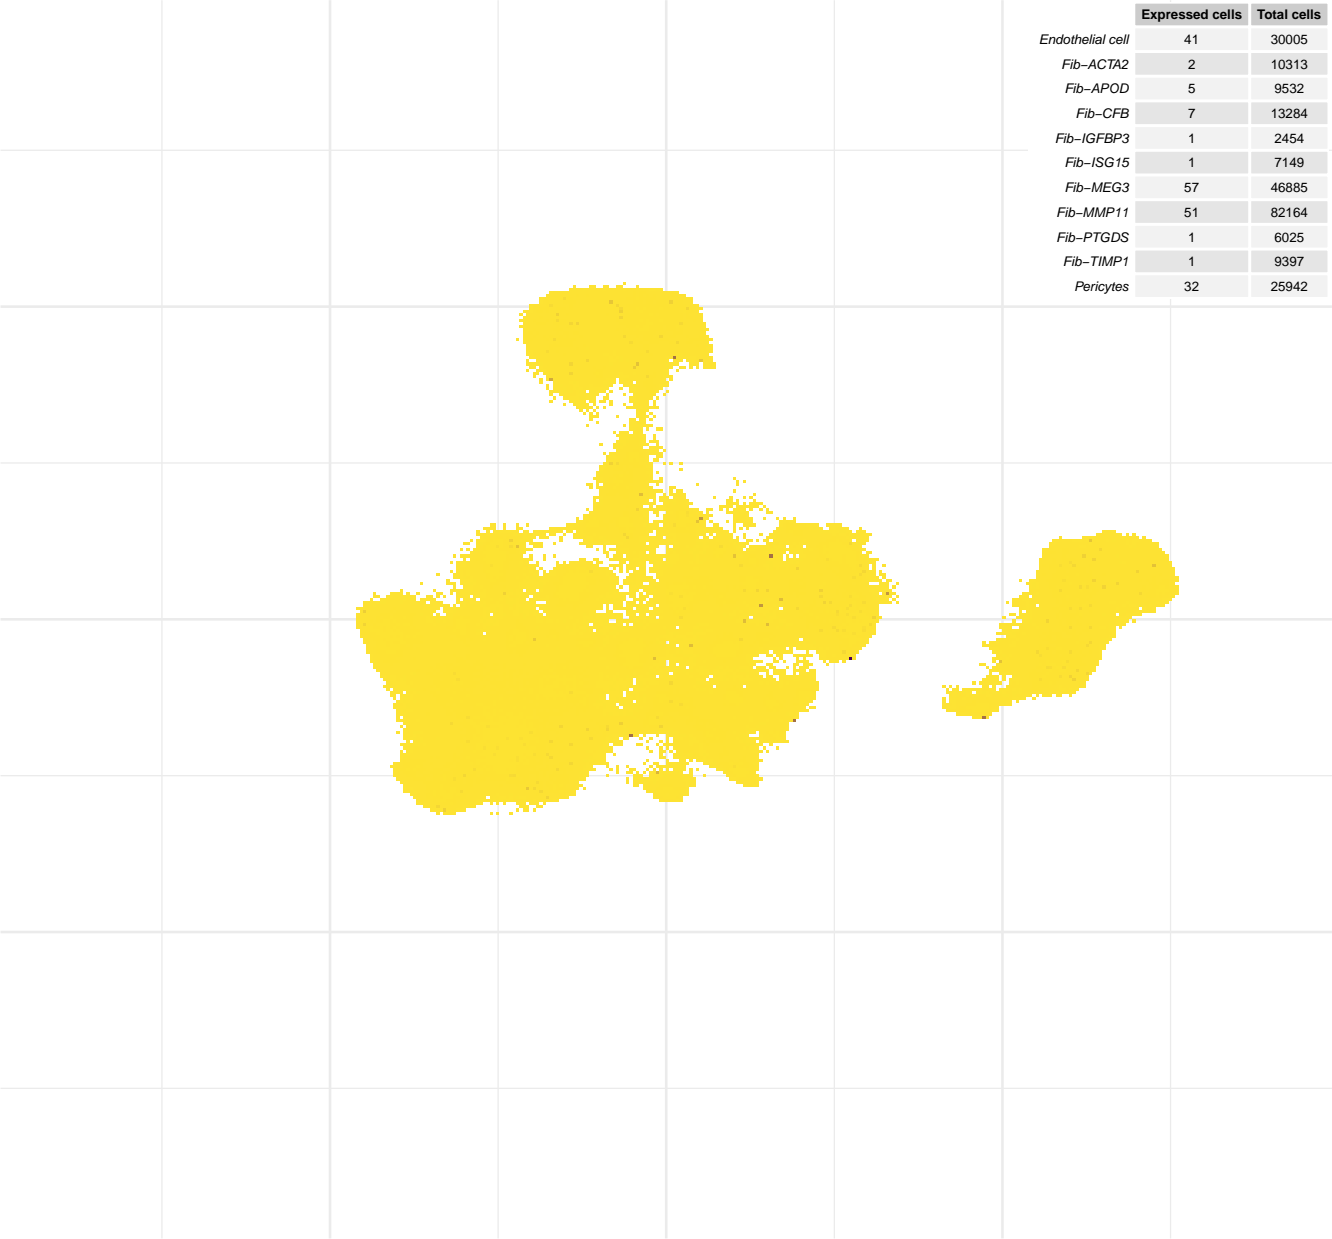 Expressed cells Total cells
Endothelial cell 41 30005
Fib−ACTA2 2 10313
Fib−APOD 5 9532
Fib−CFB 7 13284
Fib−IGFBP3 1 2454
Fib−ISG15 1 7149
Fib−MEG3 57 46885
Fib−MMP11 51 82164
Fib−PTGDS 1 6025
Fib−TIMP1 1 9397
Pericytes 32 25942